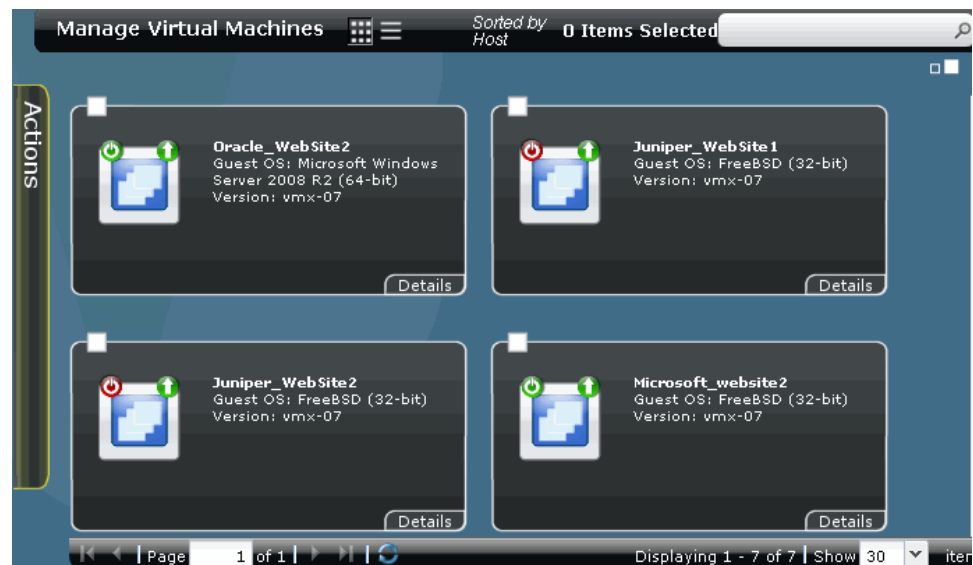 Manage Virtual Machines
Sorted by
Host
0 Items Selected
Actions
Oracle_WebSite2
Guest OS: Microsoft Windows
Server 2008 R2 (64-bit)
Version: vmx-07
Details
Juniper_WebSite1
Guest OS: FreeBSD (32-bit)
Version: vmx-07
Details
Juniper_WebSite2
Guest OS: FreeBSD (32-bit)
Version: vmx-07
Details
Microsoft_website2
Guest OS: FreeBSD (32-bit)
Version: vmx-07
Details
Page 1 of 1
Displaying 1 - 7 of 7 Show 30 iter